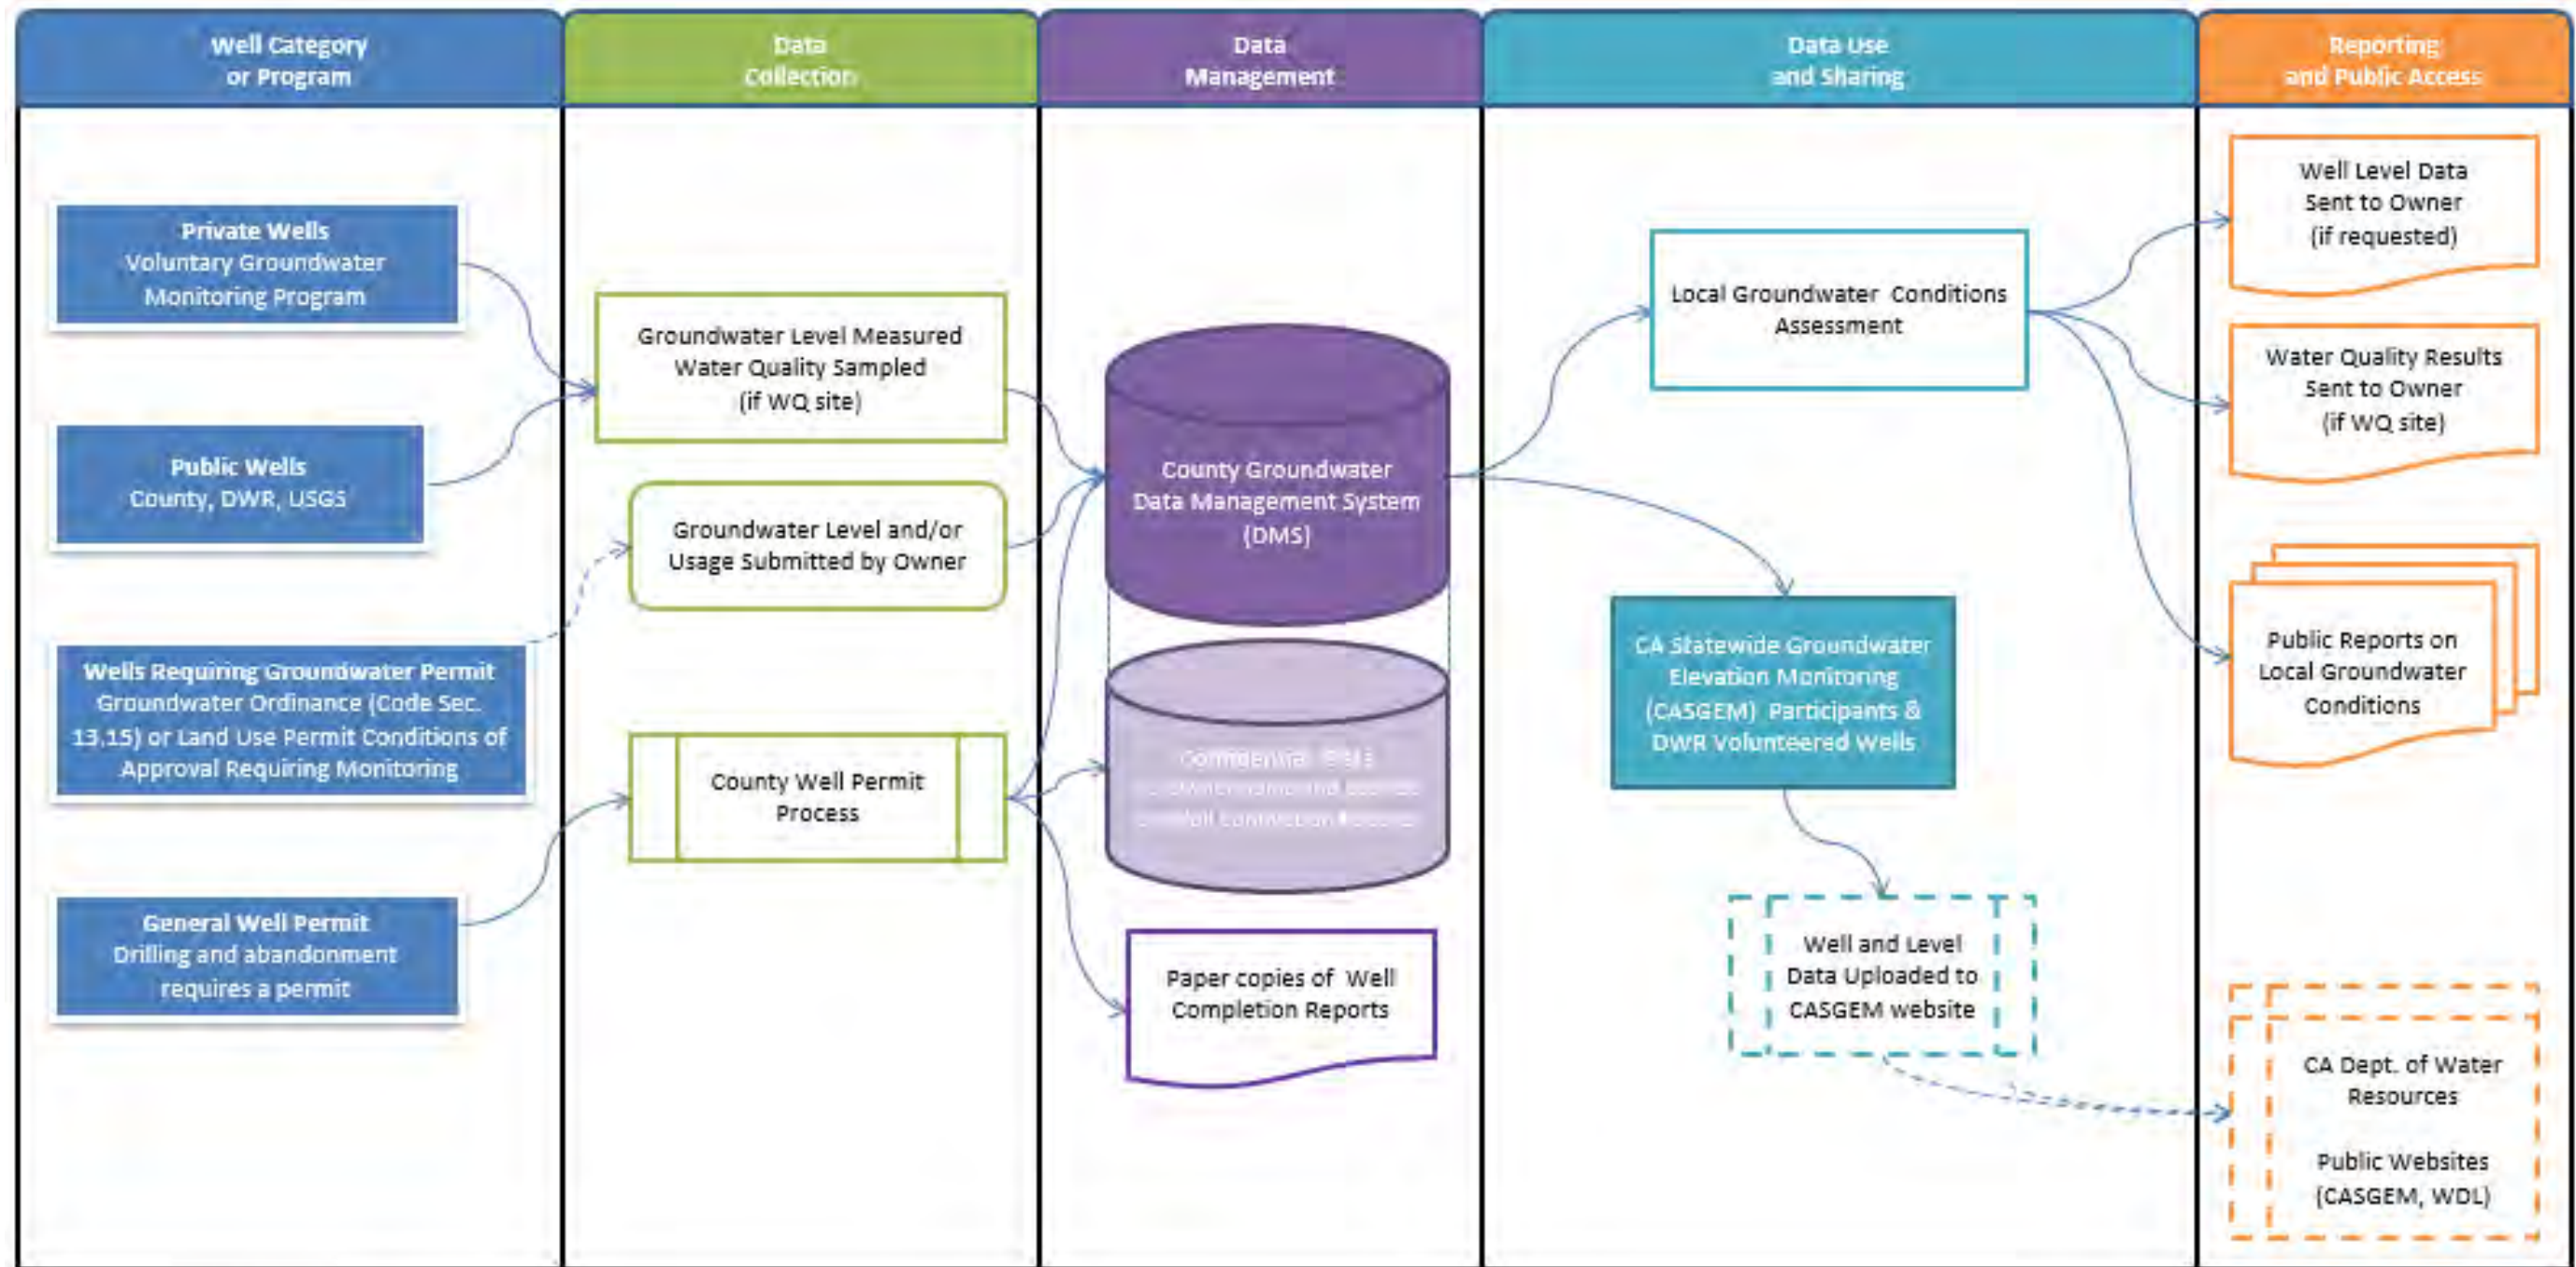 Well Category
or Program
Data
Collection
Data
Management
Data Use
and Sharing
Reporting
and Public Access
Private Wells
Voluntary Groundwater
Monitoring Program
Public Wells
County, DWR, USGS
Wells Requiring Groundwater Permit
Groundwater Ordinance (Code Sec.
13.15) or Land Use Permit Conditions of
Approval Requiring Monitoring
General Well Permit
Drilling and abandonment
requires a permit
Groundwater Level Measured
Water Quality Sampled
(if WQ site)
Groundwater Level and/or
Usage Submitted by Owner
County Well Permit
Process
County Groundwater
Data Management System
(DMS)
Confidential
Paper copies of Well
Completion Reports
Local Groundwater Conditions
Assessment
CA Statewide Groundwater
Elevation Monitoring
(CASGEM) Participants &
DWR Volunteered Wells
Well and Level
Data Uploaded to
CASGEM website
Well Level Data
Sent to Owner
(if requested)
Water Quality Results
Sent to Owner
(if WQ site)
Public Reports on
Local Groundwater
Conditions
CA Dept. of Water
Resources
Public Websites
(CASGEM, WDL)